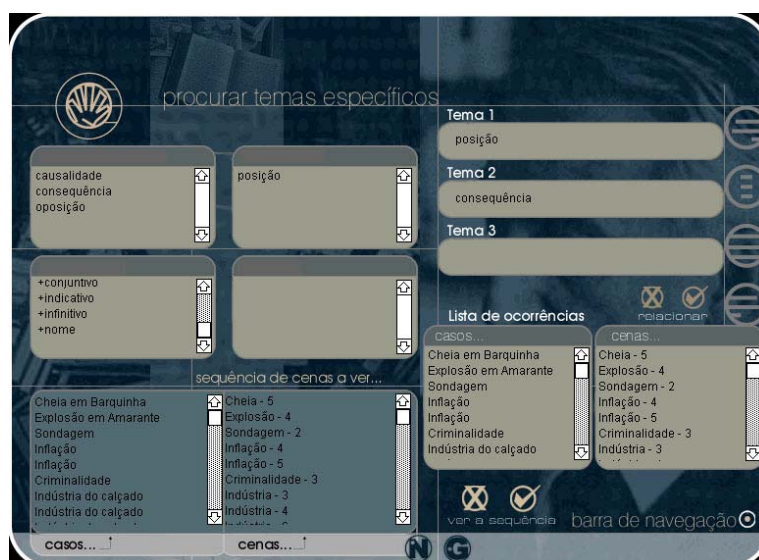 procurar temas específicos
causalidade
consequência
oposição
posição
+conjuntivo
+indicativo
+infinitivo
+nome
Tema 1
posição
Tema 2
consequência
Tema 3
relacionar
Lista de ocorrências
casos...
cenas...
Cheia em Barquinha
Explosão em Amarante
Sondagem
Inflação
Inflação
Criminalidade
Indústria do calçado
Cheia - 5
Explosão - 4
Sondagem - 2
Inflação - 4
Inflação - 5
Criminalidade - 3
Indústria - 3
sequência de cenas a ver...
Cheia em Barquinha
Explosão em Amarante
Sondagem
Inflação
Inflação
Criminalidade
Indústria do calçado
Indústria do calçado
Cheia - 5
Explosão - 4
Sondagem - 2
Inflação - 4
Inflação - 5
Criminalidade - 3
Indústria - 3
Indústria - 4
casos...
cenas...
ver a sequência
barra de navegação
N
G